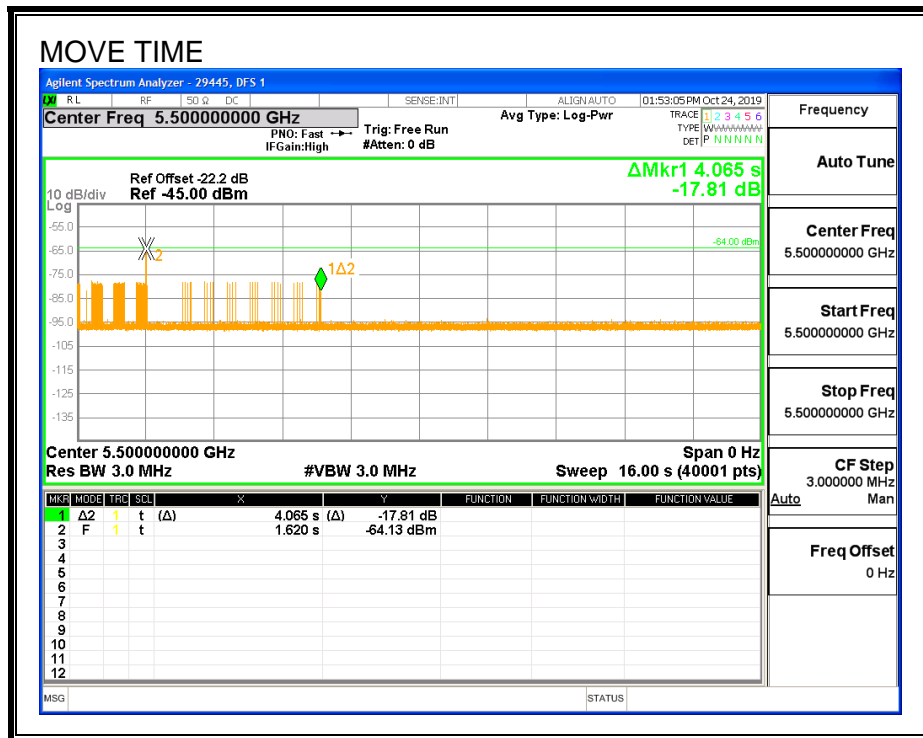 MOVE TIME
Agilent Spectrum Analyzer - 29445, DFS 1
LXI RL RF 50 Ω DC SENSE:INT ALIGN AUTO 01:53:05 PM Oct 24, 2019
Center Freq 5.500000000 GHz
PNO: Fast
IFGain:High
Trig: Free Run
#Atten: 0 dB
Avg Type: Log-Pwr
TRACE 1 2 3 4 5 6
TYPE WWWWWW
DET P N N N N N
ΔMkr1 4.065 s
-17.81 dB
Ref Offset -22.2 dB
10 dB/div Ref -45.00 dBm
Log
-55.0
-65.0
-75.0
-85.0
-95.0
-105
-115
-125
-135
-64.00 dBm
2
1Δ2
Center 5.500000000 GHz Span 0 Hz
Res BW 3.0 MHz #VBW 3.0 MHz Sweep 16.00 s (40001 pts)
MKR MODE TRC SCL X Y FUNCTION FUNCTION WIDTH FUNCTION VALUE
1 Δ2 1 t (Δ) 4.065 s (Δ) -17.81 dB
2 F 1 t 1.620 s -64.13 dBm
3
4
5
6
7
8
9
10
11
12
MSG STATUS
Frequency
Auto Tune
Center Freq
5.500000000 GHz
Start Freq
5.500000000 GHz
Stop Freq
5.500000000 GHz
CF Step
3.000000 MHz
Auto Man
Freq Offset
0 Hz